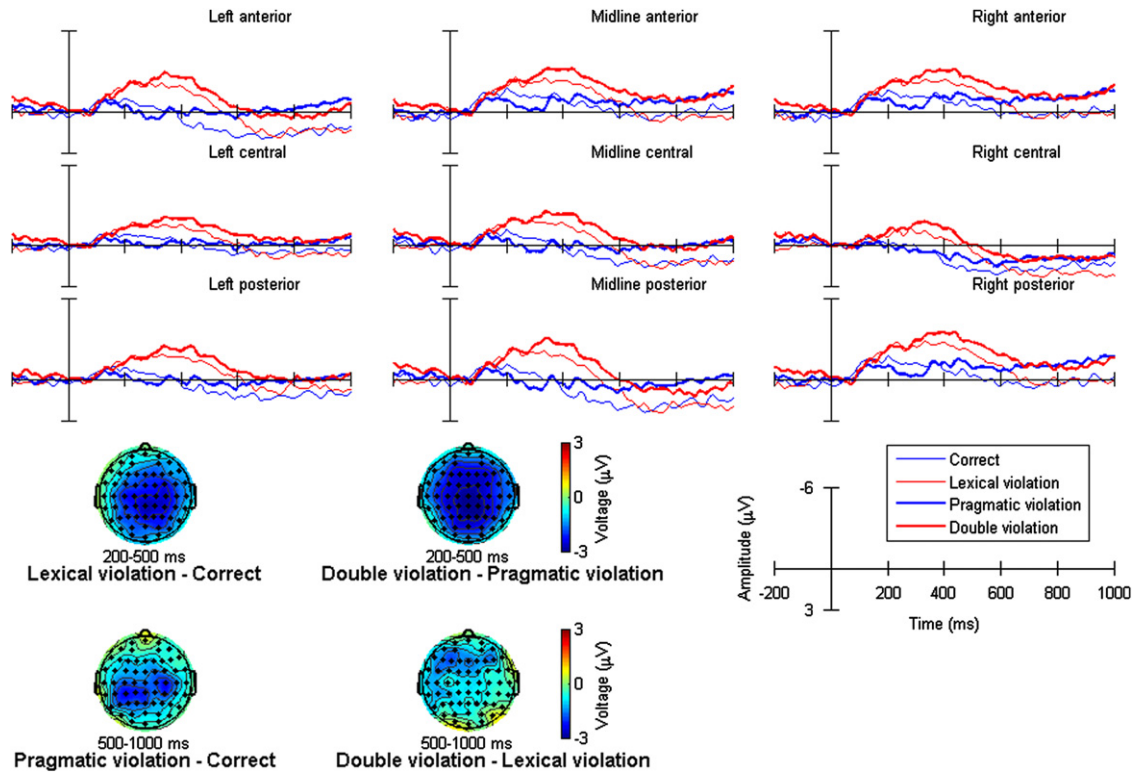 Left anterior
Midline anterior
Right anterior
Left central
Midline central
Right central
Left posterior
Midline posterior
Right posterior
3
0
-3
Voltage (µV)
200-500 ms
Lexical violation - Correct
3
0
-3
Voltage (µV)
200-500 ms
Double violation - Pragmatic violation
Correct
Lexical violation
Pragmatic violation
Double violation
-6
3
Amplitude (µV)
-200
200
400
600
800
1000
Time (ms)
500-1000 ms
Pragmatic violation - Correct
500-1000 ms
Double violation - Lexical violation